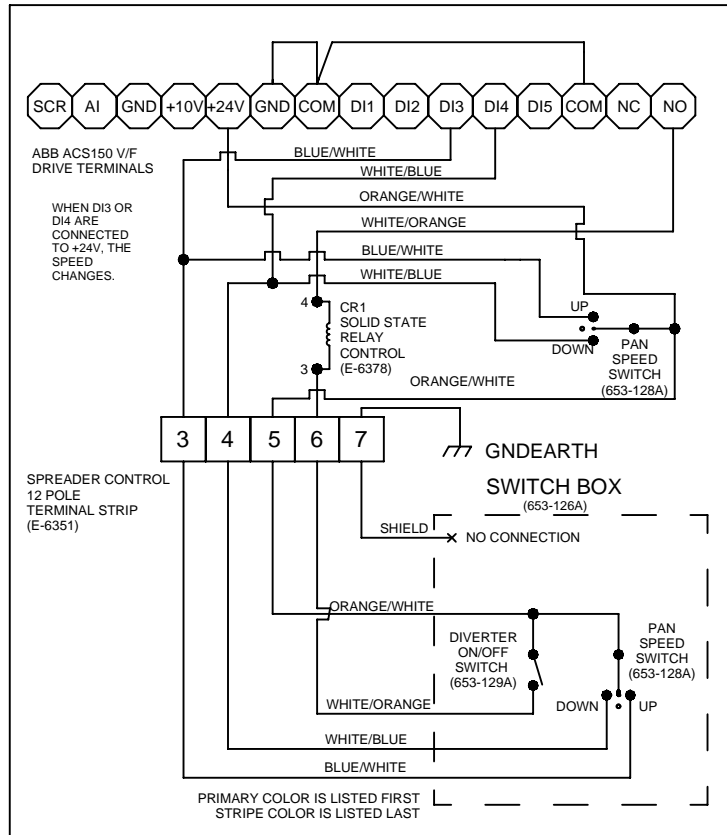 SCR AI GND +10V +24V GND COM DI1 DI2 DI3 DI4 DI5 COM NC NO
ABB ACS150 V/F
DRIVE TERMINALS
BLUE/WHITE
WHITE/BLUE
ORANGE/WHITE
WHEN DI3 OR
DI4 ARE
CONNECTED
TO +24V, THE
SPEED
CHANGES.
WHITE/ORANGE
BLUE/WHITE
WHITE/BLUE
4
CR1
SOLID STATE
RELAY
CONTROL
(E-6378)
3
UP
DOWN
PAN
SPEED
SWITCH
(653-128A)
ORANGE/WHITE
3 4 5 6 7
GNDEARTH
SPREADER CONTROL
12 POLE
TERMINAL STRIP
(E-6351)
SWITCH BOX
(653-126A)
SHIELD
NO CONNECTION
ORANGE/WHITE
DIVERTER
ON/OFF
SWITCH
(653-129A)
PAN
SPEED
SWITCH
(653-128A)
WHITE/ORANGE
DOWN
UP
WHITE/BLUE
BLUE/WHITE
PRIMARY COLOR IS LISTED FIRST
STRIPE COLOR IS LISTED LAST